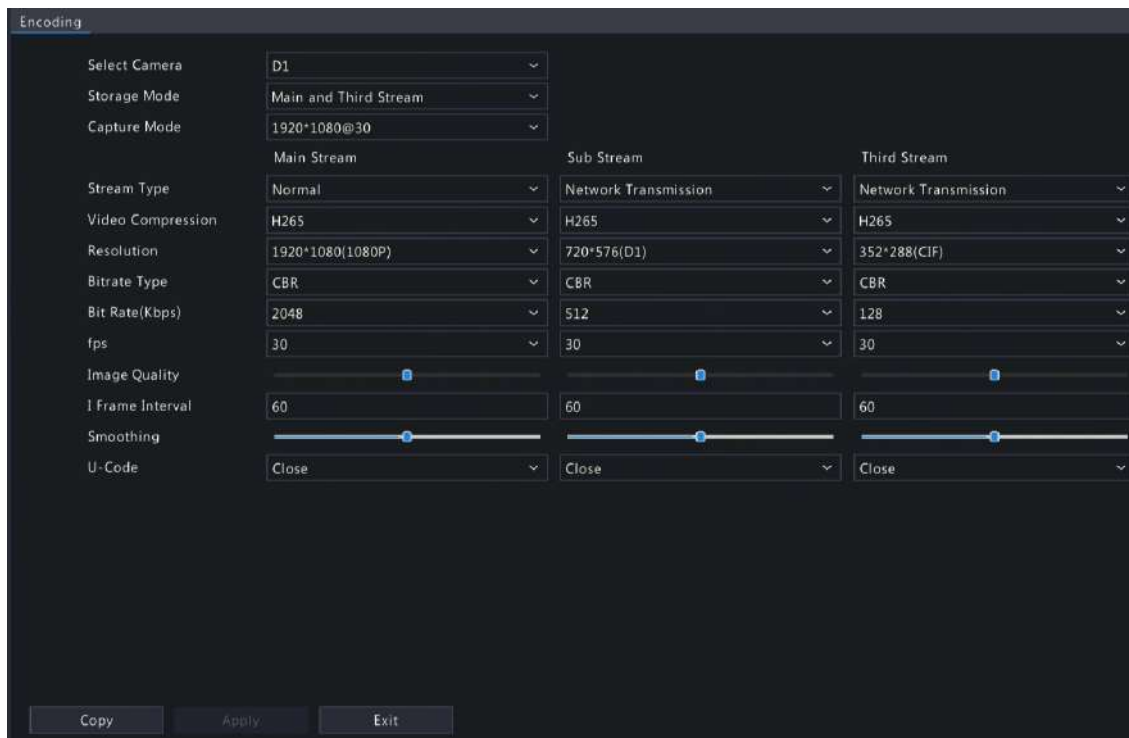 Encoding
Select Camera D1
Storage Mode Main and Third Stream
Capture Mode 1920*1080@30
Main Stream Sub Stream Third Stream
Stream Type Normal Network Transmission Network Transmission
Video Compression H265 H265 H265
Resolution 1920*1080(1080P) 720*576(D1) 352*288(CIF)
Bitrate Type CBR CBR CBR
Bit Rate(Kbps) 2048 512 128
fps 30 30 30
Image Quality
I Frame Interval 60 60 60
Smoothing
U-Code Close Close Close
Copy Apply Exit